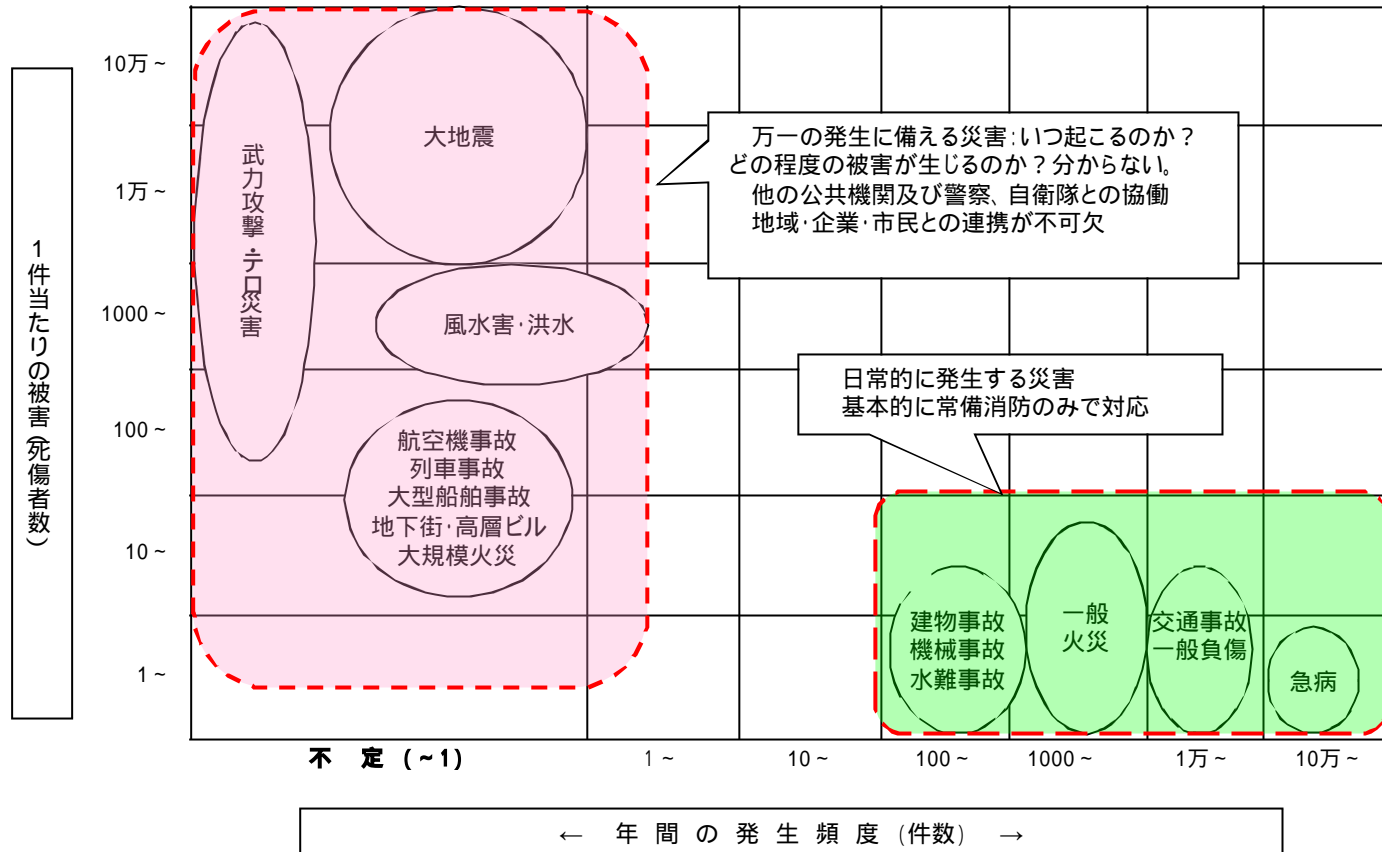 10万~
1万~
1000~
100~
10~
1~
1件当たりの被害(死傷者数)
武力攻撃・テロ災害
大地震
風水害・洪水
航空機事故
列車事故
大型船舶事故
地下街・高層ビル
大規模火災
万一の発生に備える災害:いつ起こるのか?
どの程度の被害が生じるのか?分からない。
他の公共機関及び警察、自衛隊との協働
地域・企業・市民との連携が不可欠
日常的に発生する災害
基本的に常備消防のみで対応
建物事故
機械事故
水難事故
一般
火災
交通事故
一般負傷
急病
不 定 (~1)
1~
10~
100~
1000~
1万~
10万~
← 年 間 の 発 生 頻 度 (件数) →